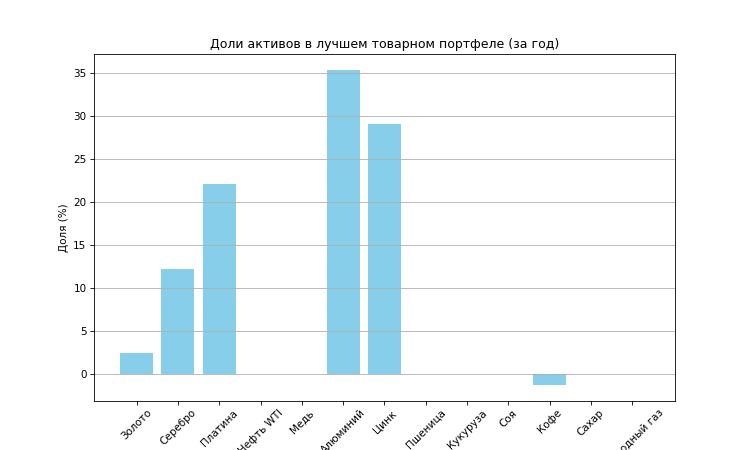 Доли активов в лучшем товарном портфеле (за год)
Доля (%)
35
30
25
20
15
10
5
0
Золото
Серебро
Платина
Нефть WTI
Медь
Алюминий
Цинк
Пшеница
Кукуруза
Соя
Кофе
Сахар
газ